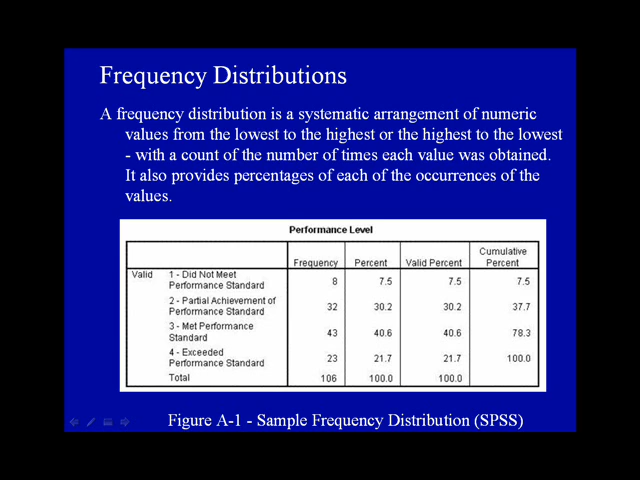 Frequency Distributions
A frequency distribution is a systematic arrangement of numeric
values from the lowest to the highest or the highest to the lowest
- with a count of the number of times each value was obtained.
It also provides percentages of each of the occurrences of the
values.
Performance Level
Frequency Percent Valid Percent Cumulative Percent
Valid 1 - Did Not Meet Performance Standard 8 7.5 7.5 7.5
2 - Partial Achievement of Performance Standard 32 30.2 30.2 37.7
3 - Met Performance Standard 43 40.6 40.6 78.3
4 - Exceeded Performance Standard 23 21.7 21.7 100.0
Total 106 100.0 100.0
Figure A-1 - Sample Frequency Distribution (SPSS)